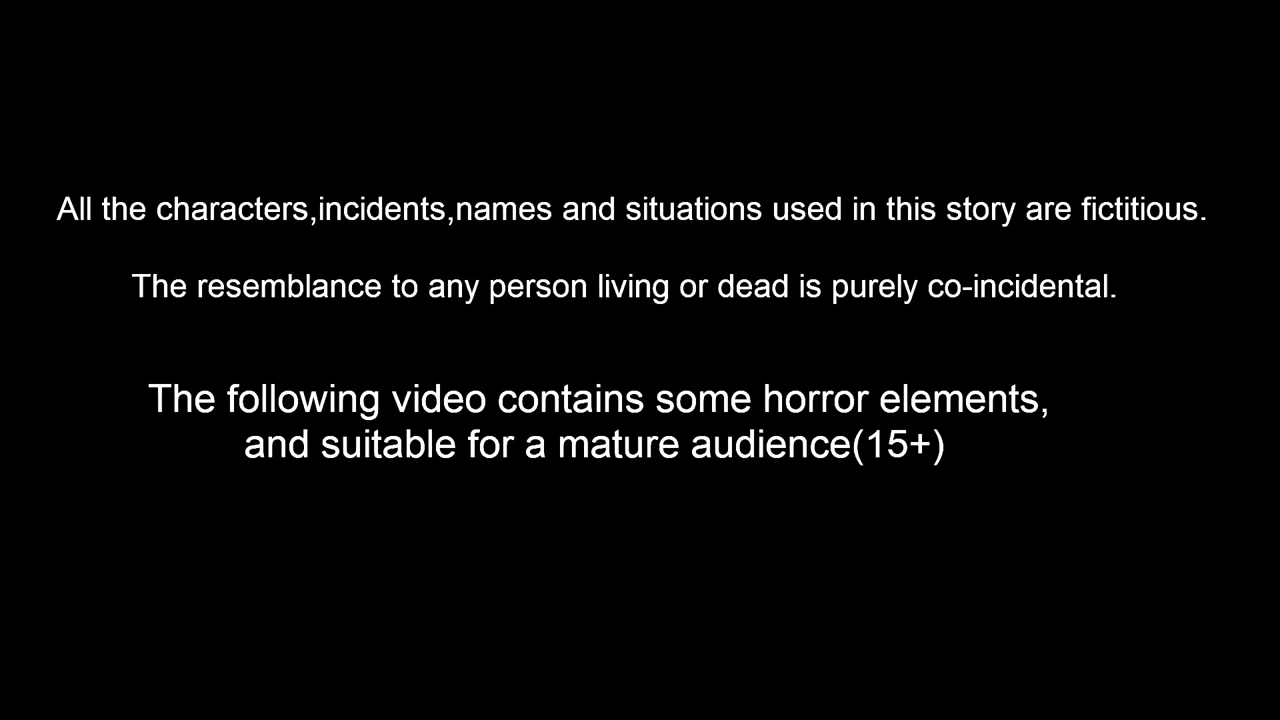 All the characters,incidents,names and situations used in this story are fictitious.
The resemblance to any person living or dead is purely co-incidental.
The following video contains some horror elements,
and suitable for a mature audience(15+)